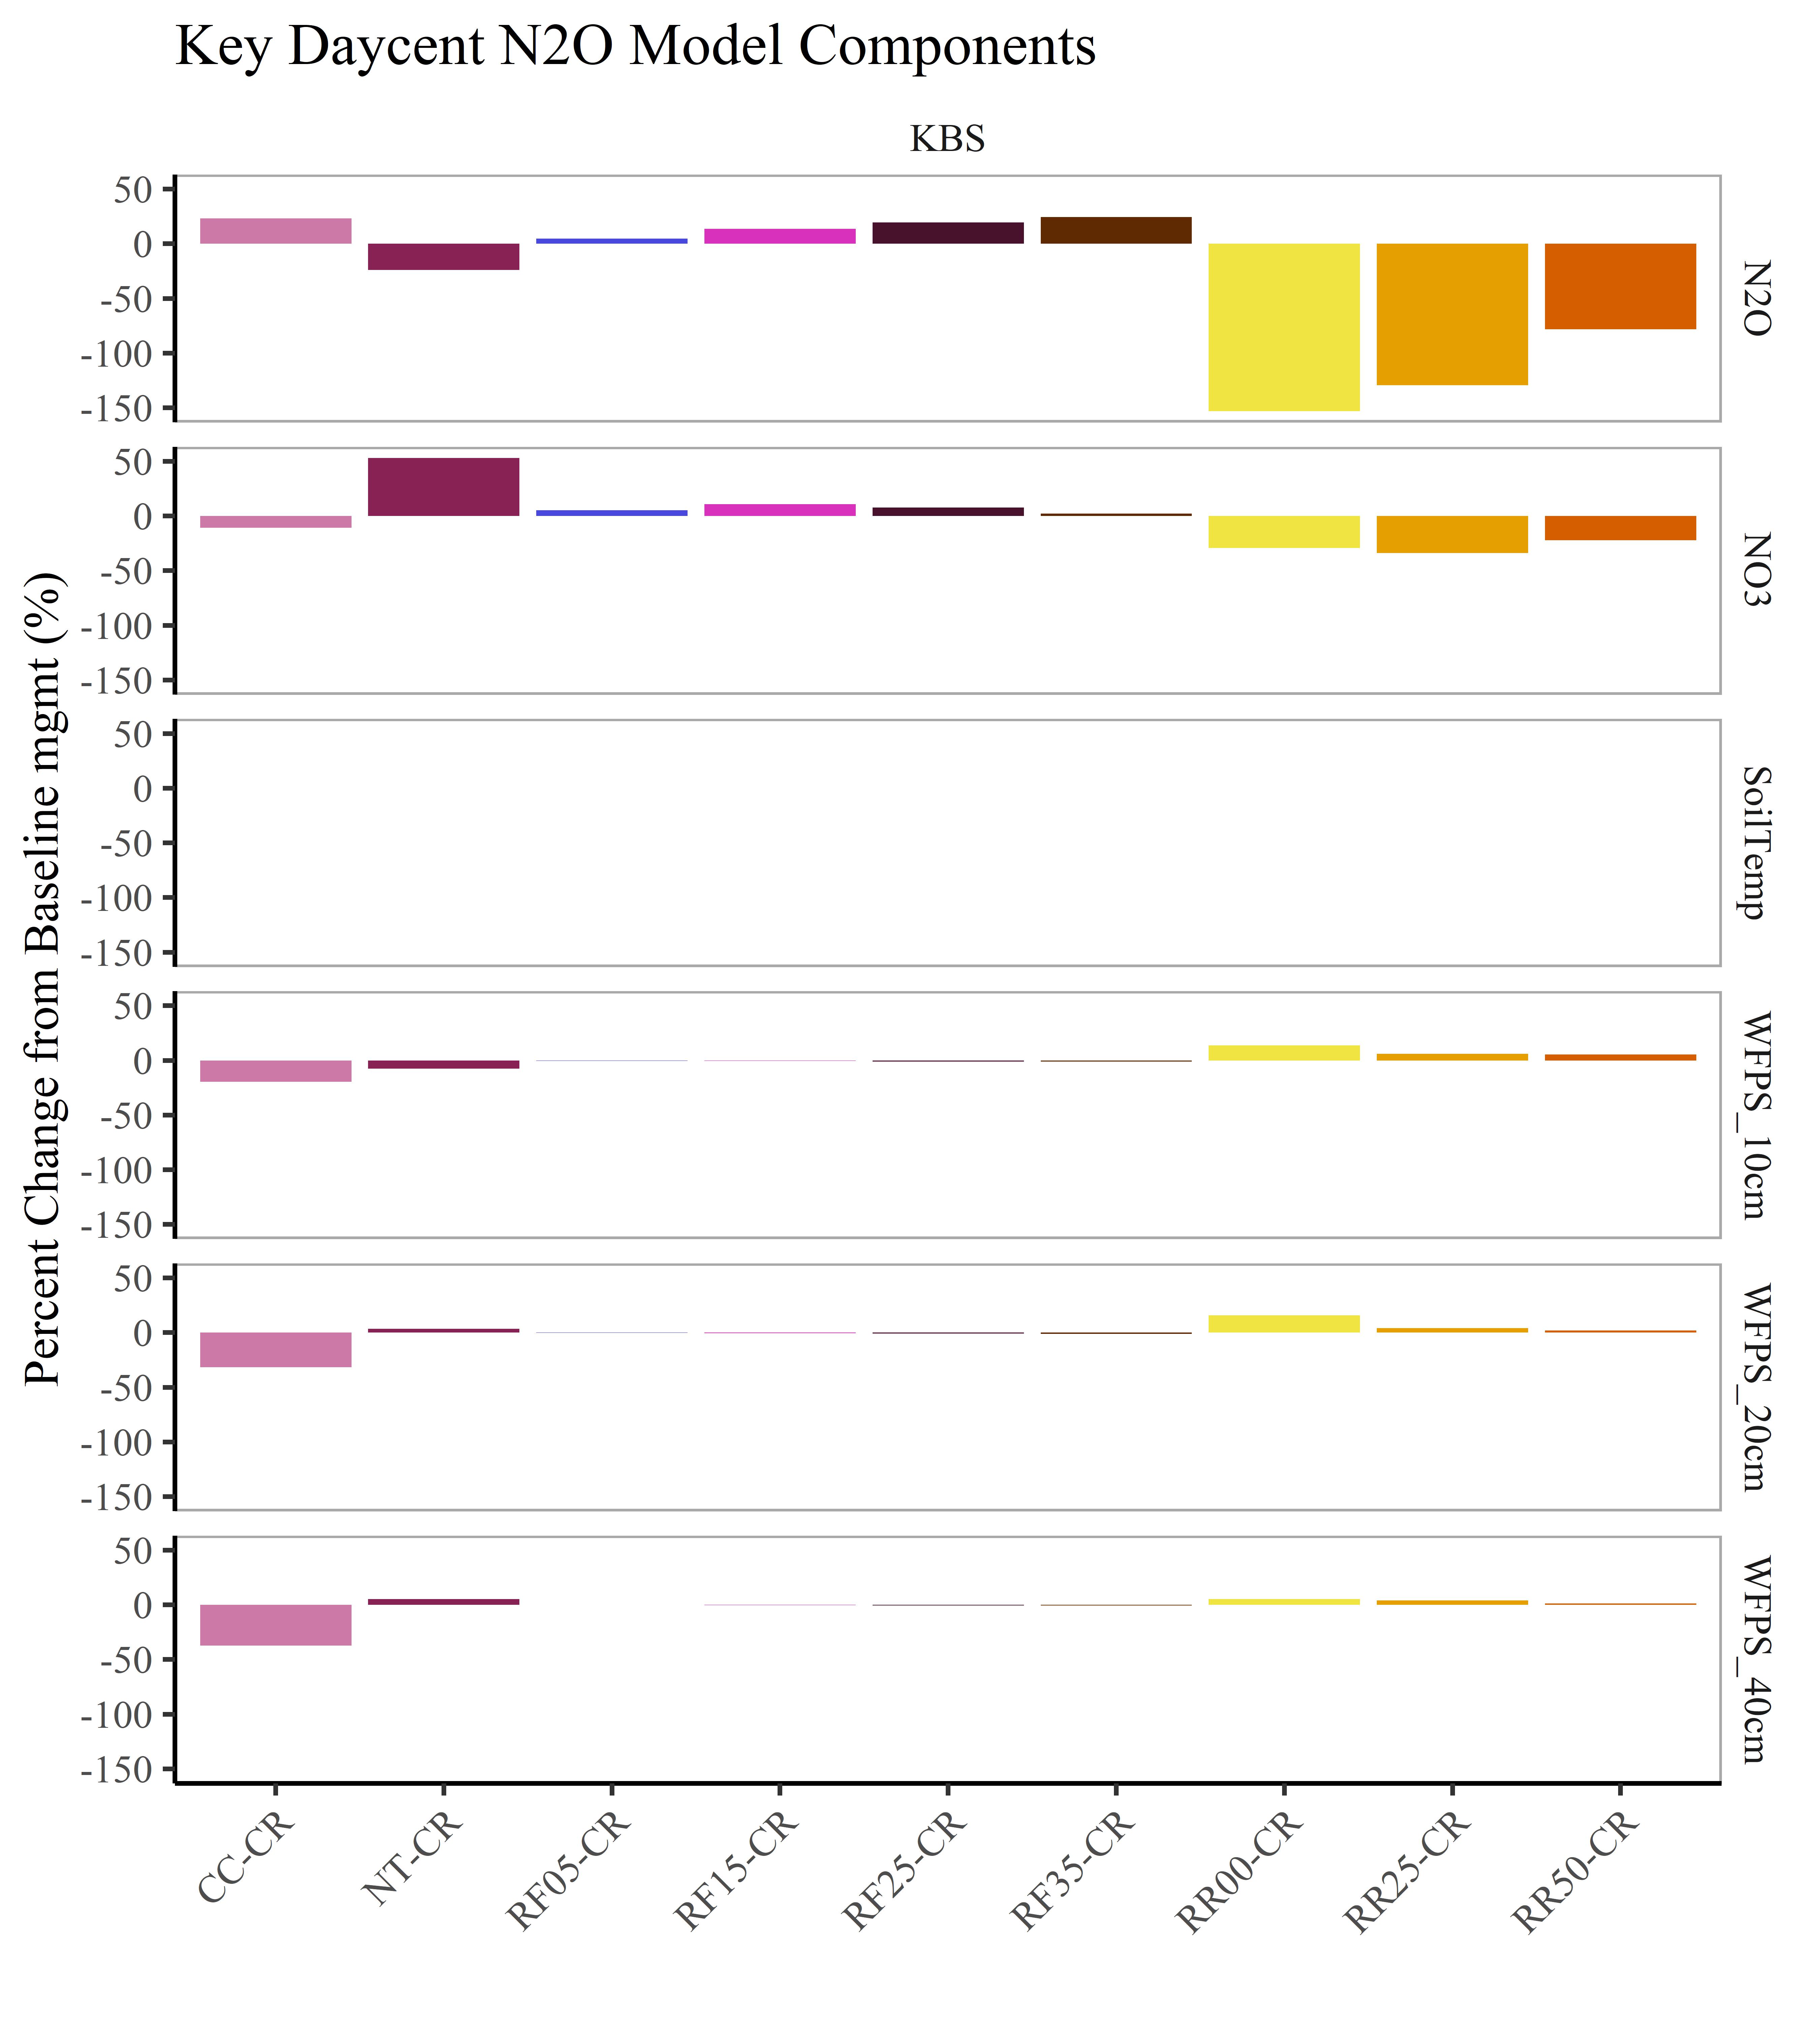 Key Daycent N2O Model Components
KBS
Percent Change from Baseline mgmt (%)
50
0
-50
-100
-150
N2O
50
0
-50
-100
-150
NO3
50
0
-50
-100
-150
SoilTemp
50
0
-50
-100
-150
WFPS_10cm
50
0
-50
-100
-150
WFPS_20cm
50
0
-50
-100
-150
WFPS_40cm
CC-CR
NT-CR
RF05-CR
RF15-CR
RF25-CR
RF35-CR
RR00-CR
RR25-CR
RR50-CR